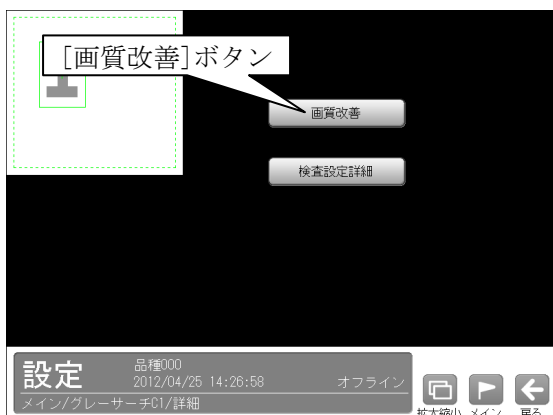 [画質改善]ボタン
画質改善
検査設定詳細
設定
品種000
2012/04/25 14:26:58
オフライン
メイン/グレーサーチC1/詳細
拡大縮小
メイン
戻る